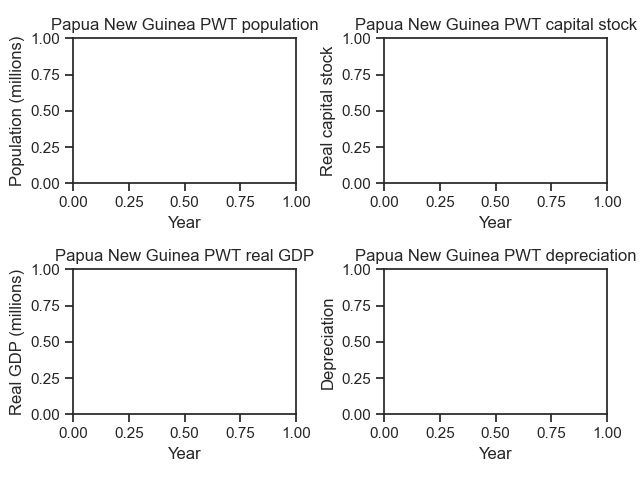 Papua New Guinea PWT population
Population (millions)
1.00
0.75
0.50
0.25
0.00
0.00 0.25 0.50 0.75 1.00
Year
Papua New Guinea PWT capital stock
Real capital stock
1.00
0.75
0.50
0.25
0.00
0.00 0.25 0.50 0.75 1.00
Year
Papua New Guinea PWT real GDP
Real GDP (millions)
1.00
0.75
0.50
0.25
0.00
0.00 0.25 0.50 0.75 1.00
Year
Papua New Guinea PWT depreciation
Depreciation
1.00
0.75
0.50
0.25
0.00
0.00 0.25 0.50 0.75 1.00
Year